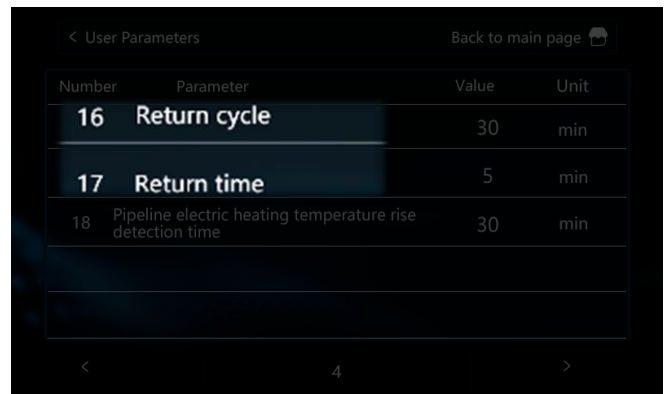 < User Parameters Back to main page
Number Parameter Value Unit
16 Return cycle 30 min
17 Return time 5 min
18 Pipeline electric heating temperature rise 30 min
detection time
< 4 >